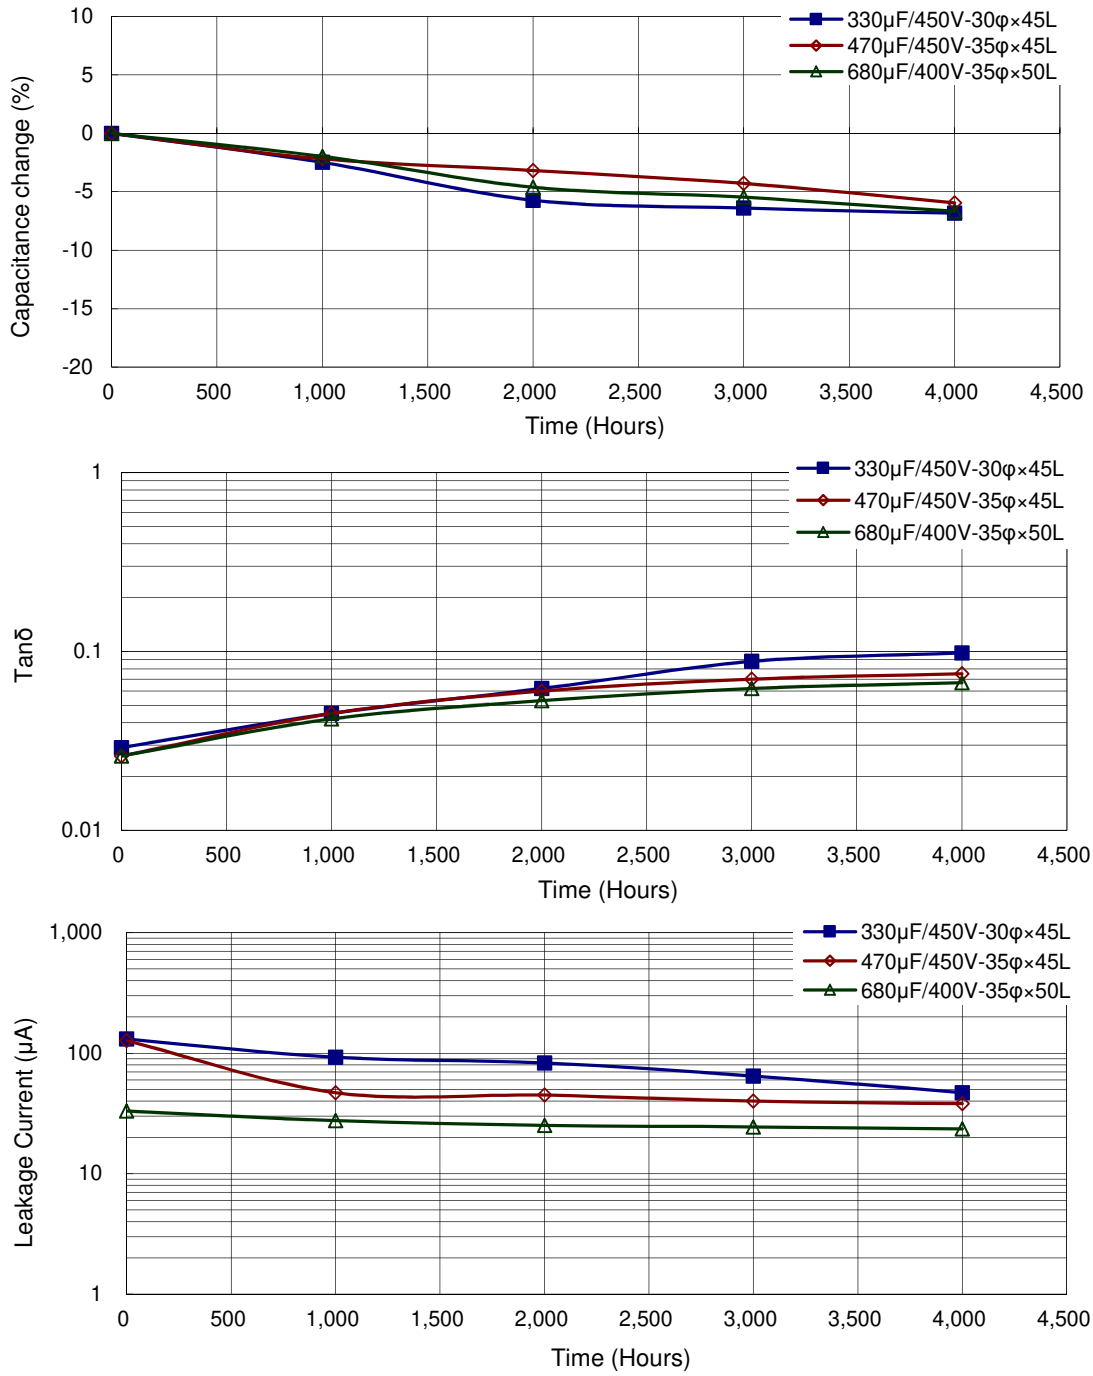 330µF/450V-30φ×45L
470µF/450V-35φ×45L
680µF/400V-35φ×50L
10
5
0
-5
-10
-15
-20
Capacitance change (%)
0 500 1,000 1,500 2,000 2,500 3,000 3,500 4,000 4,500
Time (Hours)
330µF/450V-30φ×45L
470µF/450V-35φ×45L
680µF/400V-35φ×50L
1
0.1
0.01
Tanδ
0 500 1,000 1,500 2,000 2,500 3,000 3,500 4,000 4,500
Time (Hours)
330µF/450V-30φ×45L
470µF/450V-35φ×45L
680µF/400V-35φ×50L
1,000
100
10
1
Leakage Current (µA)
0 500 1,000 1,500 2,000 2,500 3,000 3,500 4,000 4,500
Time (Hours)